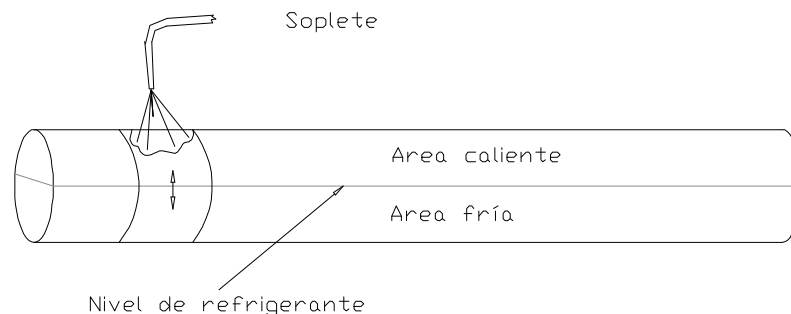 Soplete
Area caliente
Area fría
Nivel de refrigerante